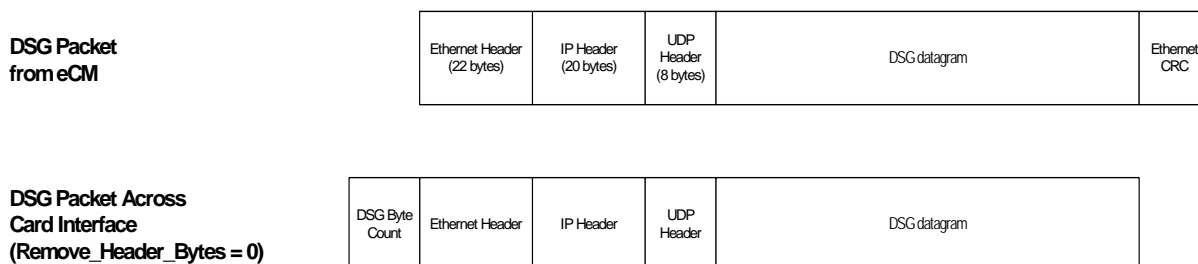 DSG Packet
from eCM
Ethernet Header
(22 bytes)
IP Header
(20 bytes)
UDP
Header
(8 bytes)
DSG datagram
Ethernet
CRC
DSG Packet Across
Card Interface
(Remove_Header_Bytes = 0)
DSG Byte
Count
Ethernet Header
IP Header
UDP
Header
DSG datagram